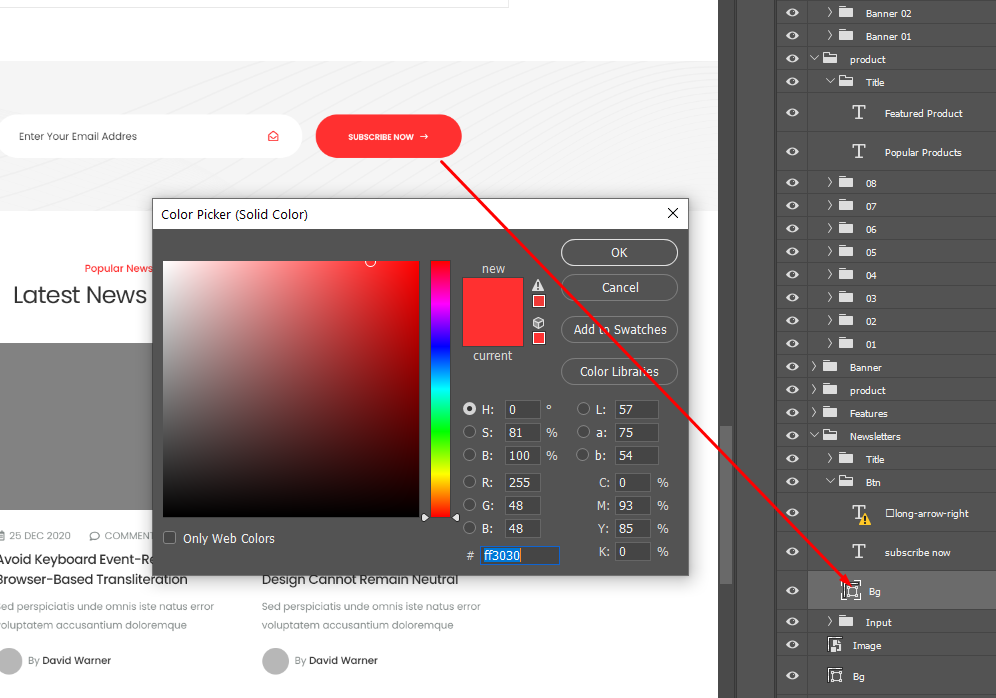 Enter Your Email Addres
SUBSCRIBE NOW →
Popular News
Latest News
25 DEC 2020
COMMENT
Avoid Keyboard Event-Re
Browser-Based Transliteration
Sed perspiciatis unde omnis iste natus error
voluptatem accusantium doloremque
By David Warner
Design Cannot Remain Neutral
Sed perspiciatis unde omnis iste natus error
voluptatem accusantium doloremque
By David Warner
Color Picker (Solid Color)
new
current
OK
Cancel
Add to Swatches
Color Libraries
H: 0 °
S: 81 %
B: 100 %
R: 255
G: 48
B: 48
# ff3030
L: 57
a: 75
b: 54
C: 0 %
M: 93 %
Y: 85 %
K: 0 %
Only Web Colors
Banner 02
Banner 01
product
Title
T Featured Product
T Popular Products
08
07
06
05
04
03
02
01
Banner
product
Features
Newsletters
Title
Btn
T □long-arrow-right
T subscribe now
Bg
Input
Image
Bg